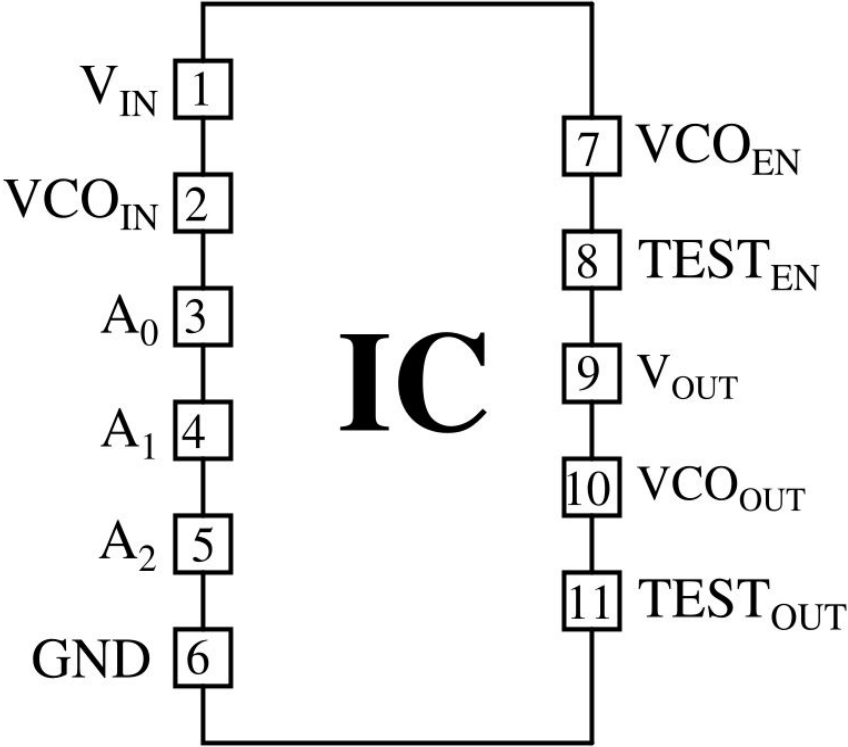 V_IN 1
VCO_IN 2
A_0 3
A_1 4
A_2 5
GND 6
IC
7 VCO_EN
8 TEST_EN
9 V_OUT
10 VCO_OUT
11 TEST_OUT